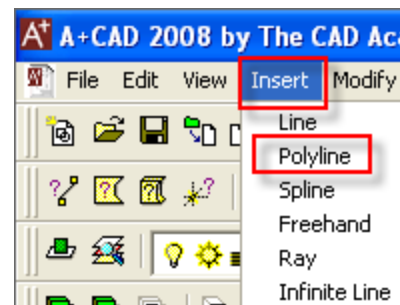 A+CAD 2008 by The CAD Ac
File Edit View Insert Modify
Line
Polyline
Spline
Freehand
Ray
Infinite Line